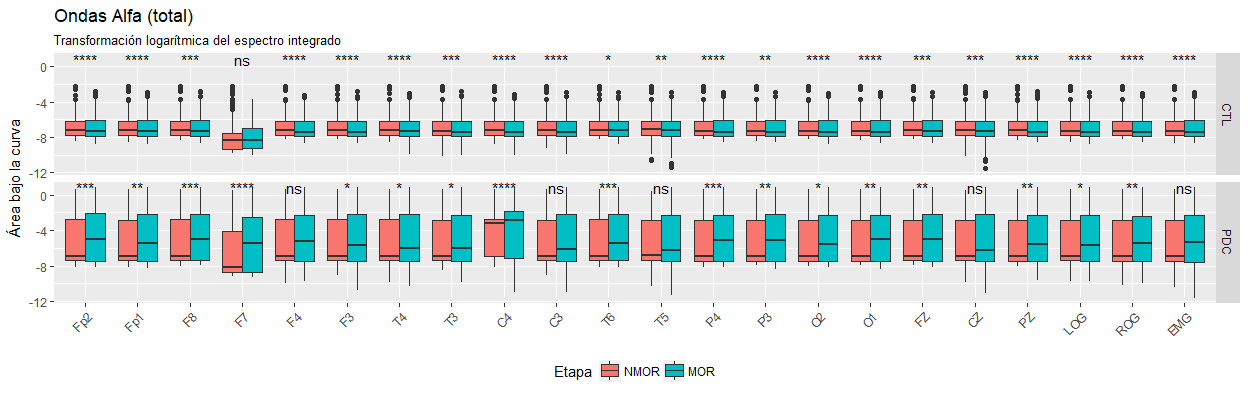 Ondas Alfa (total)
Transformación logarítmica del espectro integrado
**** **** *** ns **** *** **** *** **** **** * ** **** ** **** **** *** *** **** **** **** ****
0
-4
-8
-12
CTL
*** ** *** **** ns * * * **** ns *** ns *** ** * ** ** ns ** * ** ns
0
-4
-8
-12
PDC
Área bajo la curva
Fp2 Fp1 F8 F7 F4 F3 T4 T3 C4 C3 T6 T5 P4 P3 O2 O1 FZ CZ PZ LOG ROG EMG
Etapa NMOR MOR